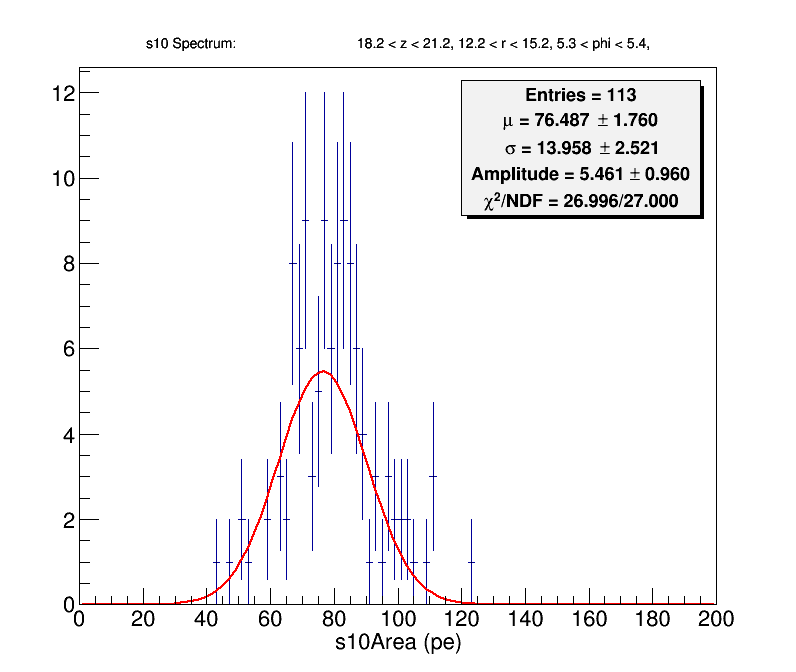 s10 Spectrum: 18.2 < z < 21.2, 12.2 < r < 15.2, 5.3 < phi < 5.4,
Entries = 113
μ = 76.487 ± 1.760
σ = 13.958 ± 2.521
Amplitude = 5.461 ± 0.960
χ²/NDF = 26.996/27.000
12
10
8
6
4
2
0
0 20 40 60 80 100 120 140 160 180 200
s10Area (pe)